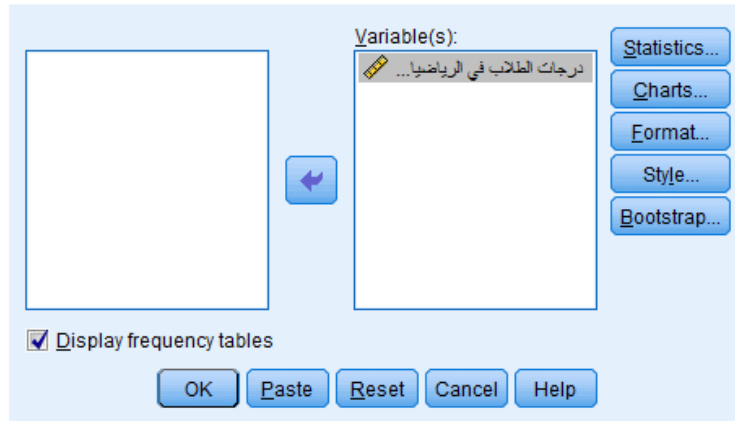 Variable(s):
درجات الطلاب في الرياضيا...
Statistics...
Charts...
Format...
Style...
Bootstrap...
Display frequency tables
OK
Paste
Reset
Cancel
Help